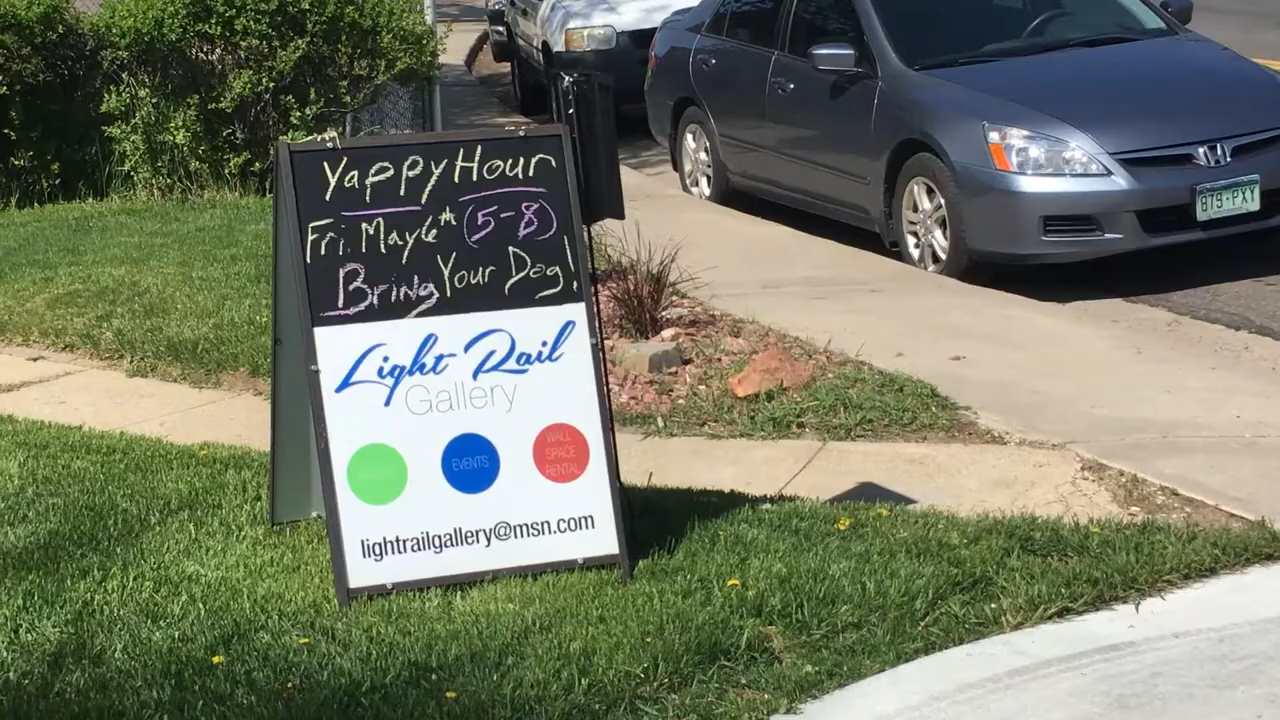 Yappy Hour
Fri. May 6th (5-8)
Bring Your Dog!
Light Rail
Gallery
EVENTS
WALL
SPACE
RENTAL
lightrailgallery@msn.com
879-PXY